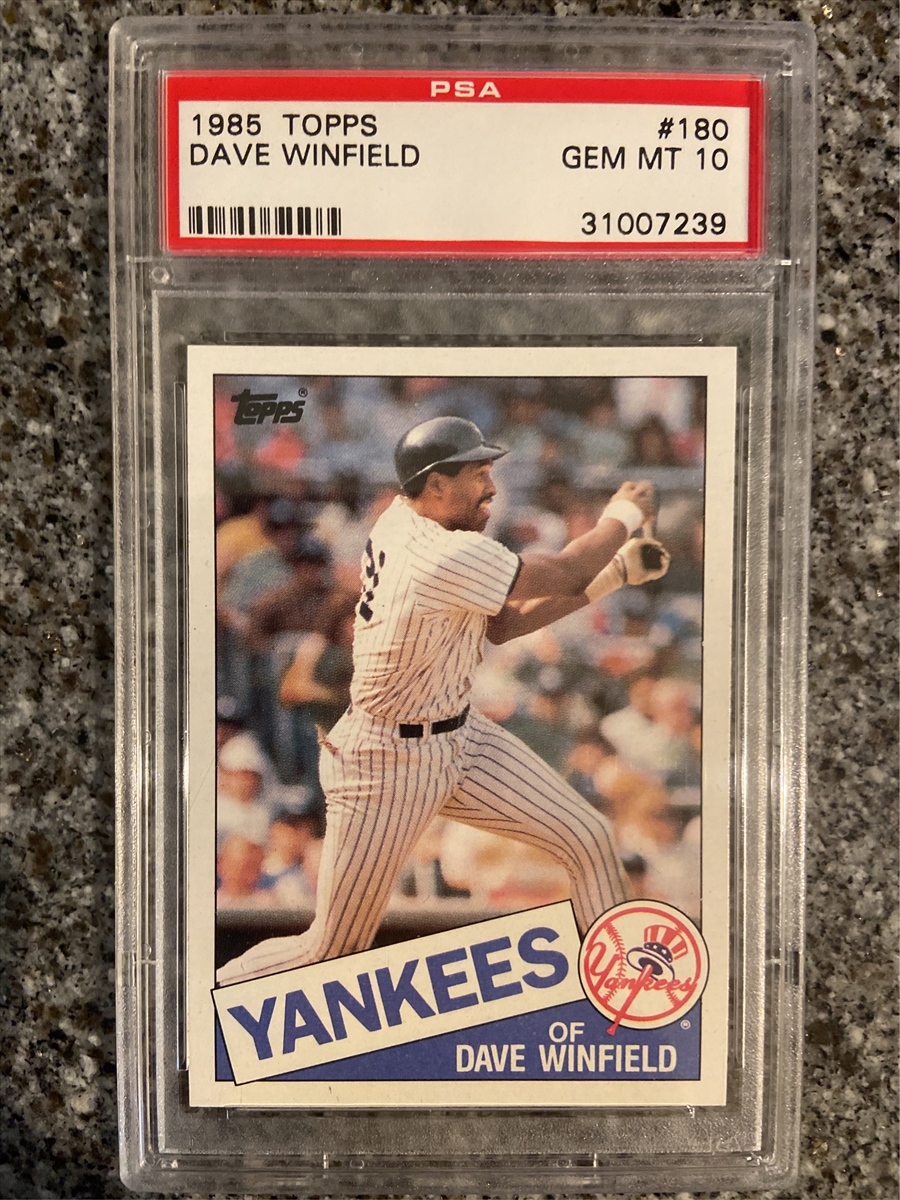 PSA
1985 TOPPS #180
DAVE WINFIELD GEM MT 10
31007239
Topps®
YANKEES
Yankees
®
OF
DAVE WINFIELD